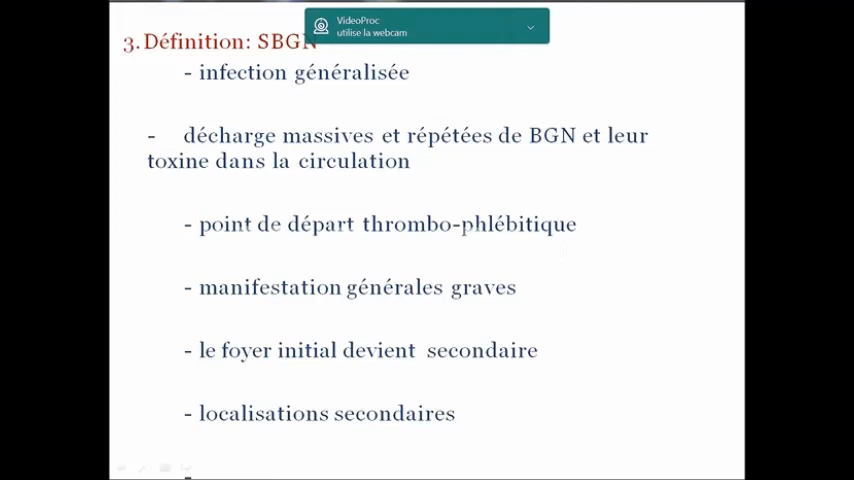 VideoProc
utilise la webcam
3. Définition: SBGN
- infection généralisée
- décharge massives et répétées de BGN et leur
toxine dans la circulation
- point de départ thrombo-phlébitique
- manifestation générales graves
- le foyer initial devient secondaire
- localisations secondaires
-